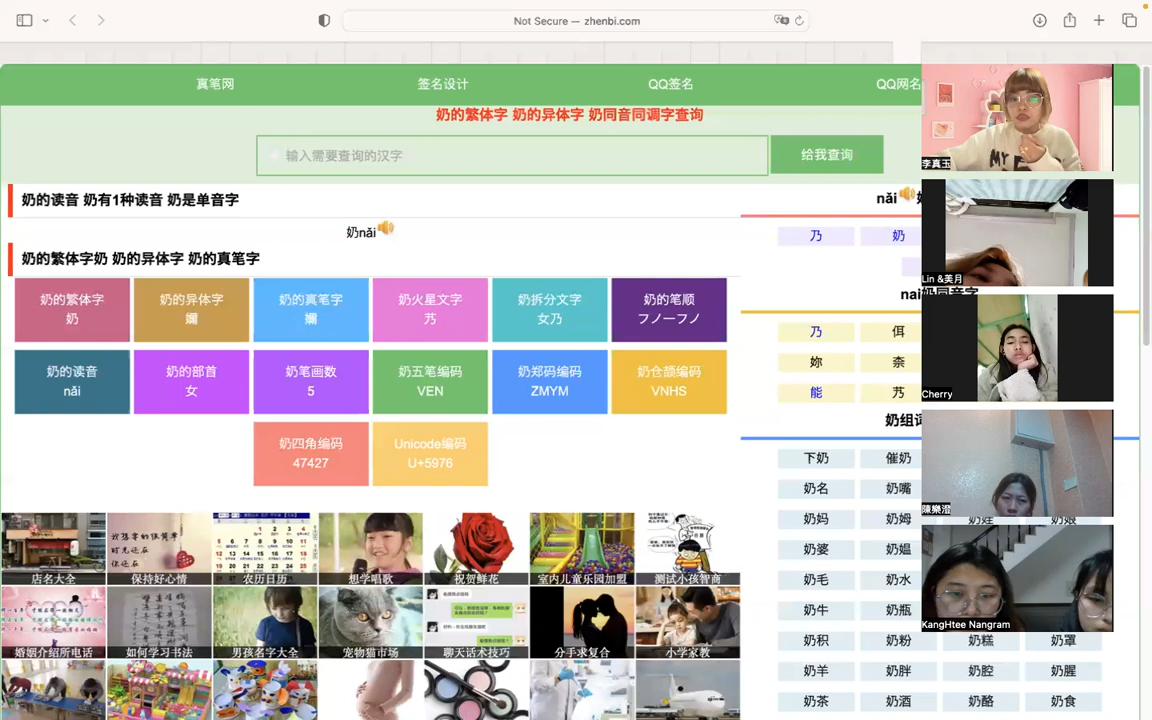 Not Secure — zhenbi.com
真笔网 签名设计 QQ签名 QQ网名
奶的繁体字 奶的异体字 奶同音同调字查询
输入需要查询的汉字 给我查询
奶的读音 奶有1种读音 奶是单音字
奶nǎi
奶的繁体字奶 奶的异体字 奶的真笔字
奶的繁体字 奶的异体字 奶的真笔字 奶火星文字 奶拆分文字 奶的笔顺
奶 嬭 嬭 艿 女乃 フノ一フノ
奶的读音 奶的部首 奶笔画数 奶五笔编码 奶郑码编码 奶仓颉编码
nǎi 女 5 VEN ZMYM VNHS
奶四角编码 Unicode编码
47427 U+5976
店名大全 保持好心情 农历日历 想学唱歌 祝贺鲜花 室内儿童乐园加盟 测试小孩智商
婚姻介绍所电话 如何学习书法 男孩名字大全 宠物猫市场 聊天话术技巧 分手求复合 小学家教
nǎi
乃 奶
nai奶同音字
乃 佴
妳 柰
能 艿
奶组词
下奶 催奶
奶名 奶嘴
奶妈 奶姆 奶娃 奶娘
奶婆 奶媪
奶毛 奶水
奶牛 奶瓶
奶积 奶粉 奶糕 奶罩
奶羊 奶胖 奶腔 奶腥
奶茶 奶酒 奶酪 奶食
李真玉
Lin &美月
Cherry
陳樂澄
KangHtee Nangram